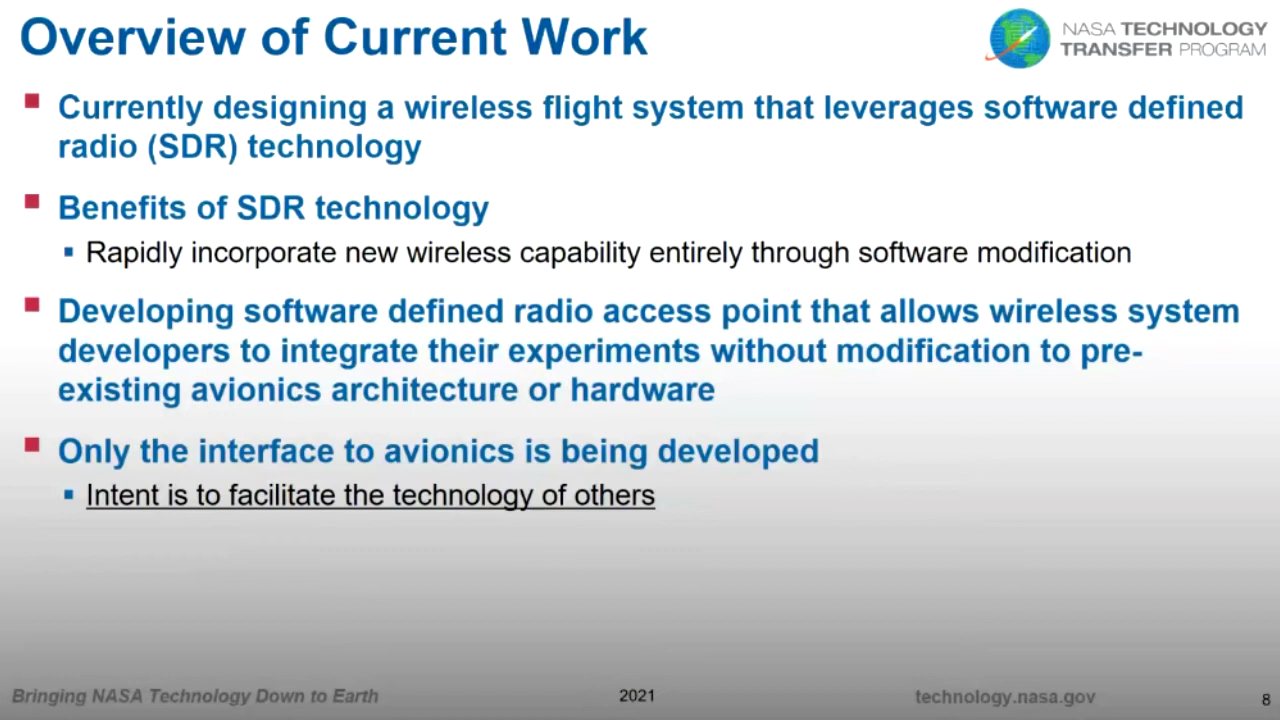 Overview of Current Work
NASA TECHNOLOGY
TRANSFER PROGRAM
Currently designing a wireless flight system that leverages software defined
radio (SDR) technology
Benefits of SDR technology
Rapidly incorporate new wireless capability entirely through software modification
Developing software defined radio access point that allows wireless system
developers to integrate their experiments without modification to pre-
existing avionics architecture or hardware
Only the interface to avionics is being developed
Intent is to facilitate the technology of others
Bringing NASA Technology Down to Earth
2021
technology.nasa.gov
8